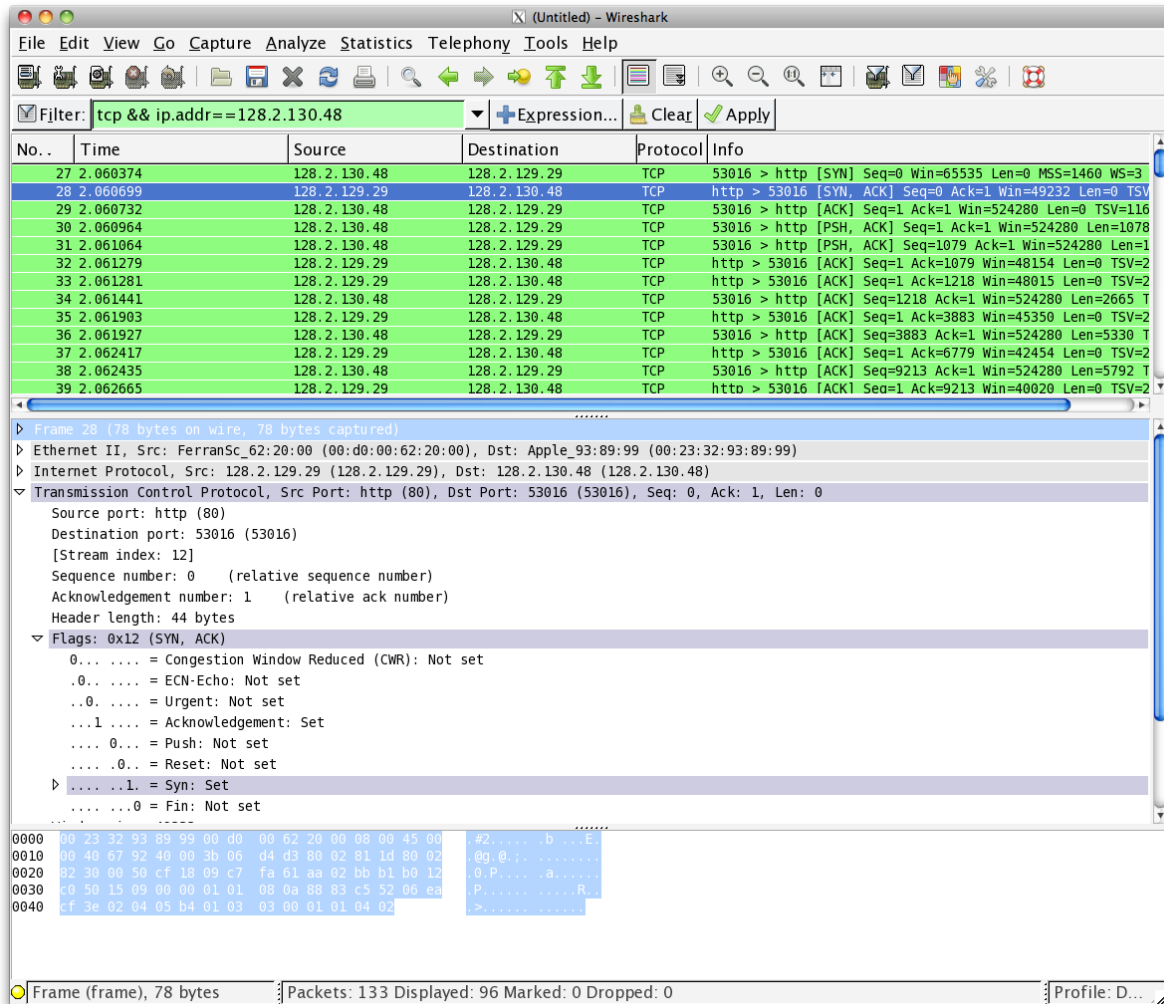 (Untitled) – Wireshark
File Edit View Go Capture Analyze Statistics Telephony Tools Help
Filter: tcp && ip.addr==128.2.130.48 Expression... Clear Apply
No. . Time Source Destination Protocol Info
27 2.060374 128.2.130.48 128.2.129.29 TCP 53016 > http [SYN] Seq=0 Win=65535 Len=0 MSS=1460 WS=3
28 2.060699 128.2.129.29 128.2.130.48 TCP http > 53016 [SYN, ACK] Seq=0 Ack=1 Win=49232 Len=0 TSV
29 2.060732 128.2.130.48 128.2.129.29 TCP 53016 > http [ACK] Seq=1 Ack=1 Win=524280 Len=0 TSV=116
30 2.060964 128.2.130.48 128.2.129.29 TCP 53016 > http [PSH, ACK] Seq=1 Ack=1 Win=524280 Len=1078
31 2.061064 128.2.130.48 128.2.129.29 TCP 53016 > http [PSH, ACK] Seq=1079 Ack=1 Win=524280 Len=1
32 2.061279 128.2.129.29 128.2.130.48 TCP http > 53016 [ACK] Seq=1 Ack=1079 Win=48154 Len=0 TSV=2
33 2.061281 128.2.129.29 128.2.130.48 TCP http > 53016 [ACK] Seq=1 Ack=1218 Win=48015 Len=0 TSV=2
34 2.061441 128.2.130.48 128.2.129.29 TCP 53016 > http [ACK] Seq=1218 Ack=1 Win=524280 Len=2665 T
35 2.061903 128.2.129.29 128.2.130.48 TCP http > 53016 [ACK] Seq=1 Ack=3883 Win=45350 Len=0 TSV=2
36 2.061927 128.2.130.48 128.2.129.29 TCP 53016 > http [ACK] Seq=3883 Ack=1 Win=524280 Len=5330 T
37 2.062417 128.2.129.29 128.2.130.48 TCP http > 53016 [ACK] Seq=1 Ack=6779 Win=42454 Len=0 TSV=2
38 2.062435 128.2.130.48 128.2.129.29 TCP 53016 > http [ACK] Seq=9213 Ack=1 Win=524280 Len=5792 T
39 2.062665 128.2.129.29 128.2.130.48 TCP http > 53016 [ACK] Seq=1 Ack=9213 Win=40020 Len=0 TSV=2
Frame 28 (78 bytes on wire, 78 bytes captured)
Ethernet II, Src: FerranSc_62:20:00 (00:d0:00:62:20:00), Dst: Apple_93:89:99 (00:23:32:93:89:99)
Internet Protocol, Src: 128.2.129.29 (128.2.129.29), Dst: 128.2.130.48 (128.2.130.48)
Transmission Control Protocol, Src Port: http (80), Dst Port: 53016 (53016), Seq: 0, Ack: 1, Len: 0
Source port: http (80)
Destination port: 53016 (53016)
[Stream index: 12]
Sequence number: 0 (relative sequence number)
Acknowledgement number: 1 (relative ack number)
Header length: 44 bytes
Flags: 0x12 (SYN, ACK)
0... .... = Congestion Window Reduced (CWR): Not set
.0.. .... = ECN-Echo: Not set
..0. .... = Urgent: Not set
...1 .... = Acknowledgement: Set
.... 0... = Push: Not set
.... .0.. = Reset: Not set
.... ..1. = Syn: Set
.... ...0 = Fin: Not set
0000 00 23 32 93 89 99 00 d0 00 62 20 00 08 00 45 00 .#2..... .b ...E.
0010 00 40 67 92 40 00 3b 06 d4 d3 80 02 81 1d 80 02 .@g.@.;. ........
0020 82 30 00 50 cf 18 09 c7 fa 61 aa 02 bb b1 b0 12 .0.P.... .a......
0030 c0 50 15 09 00 00 01 01 08 0a 88 83 c5 52 06 ea .P...... .....R..
0040 cf 3e 02 04 05 b4 01 03 03 00 01 01 04 02 .>...... ......
Frame (frame), 78 bytes Packets: 133 Displayed: 96 Marked: 0 Dropped: 0 Profile: D...